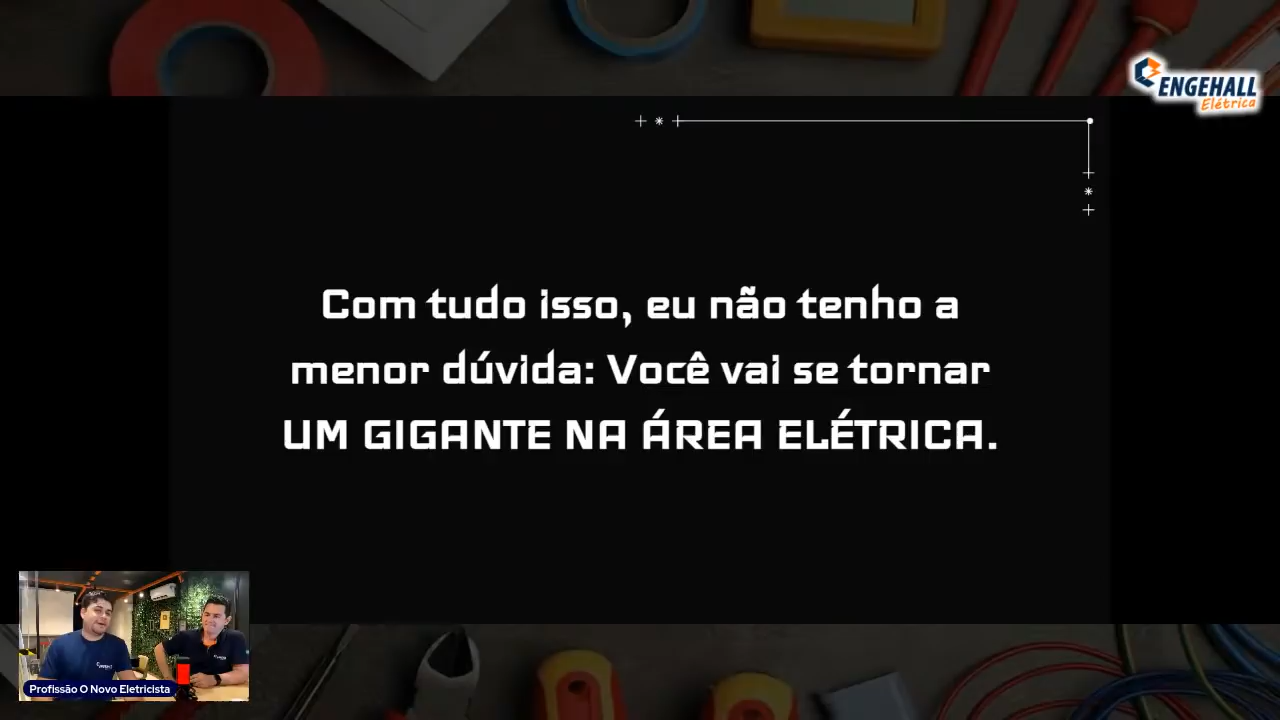 ENGEHALL
Elétrica
Com tudo isso, eu não tenho a
menor dúvida: Você vai se tornar
UM GIGANTE NA ÁREA ELÉTRICA.
Profissão O Novo Eletricista